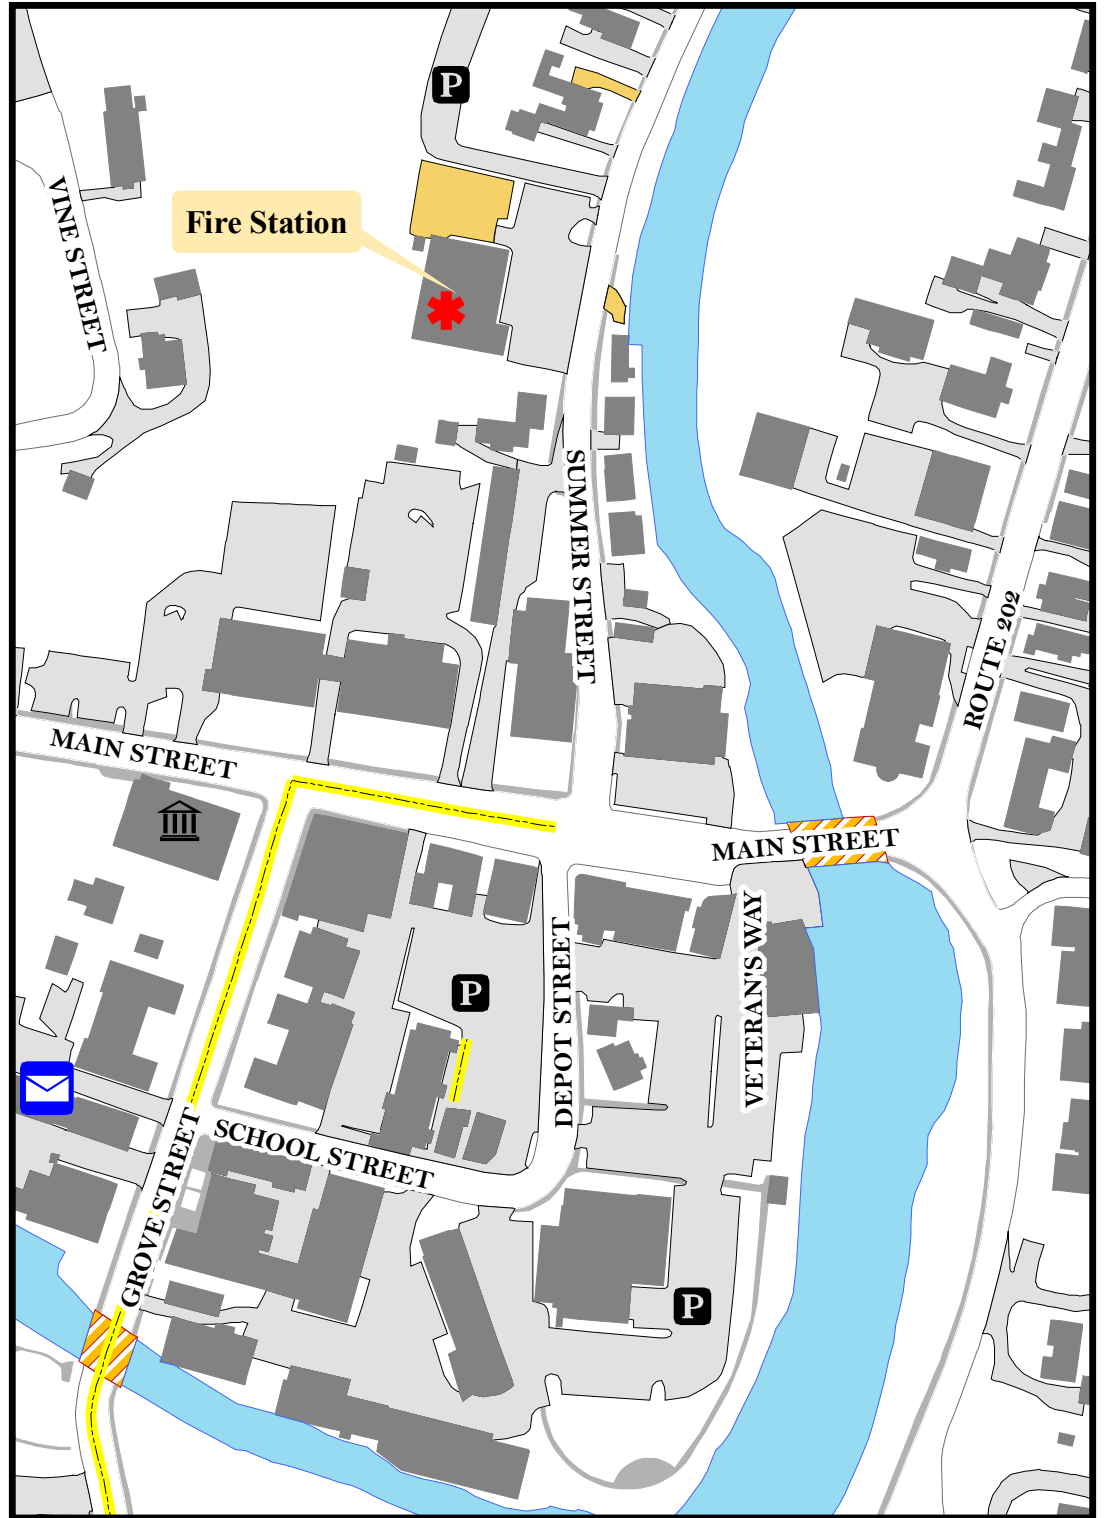 P
VINE STREET
Fire Station
SUMMER STREET
ROUTE 202
MAIN STREET
MAIN STREET
VETERAN'S WAY
DEPOT STREET
P
SCHOOL STREET
GROVE STREET
P